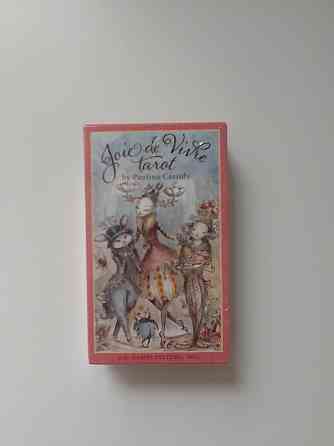 Joie de Vivre
tarot
by Paulina Cassidy
U.S. GAMES SYSTEMS, INC.